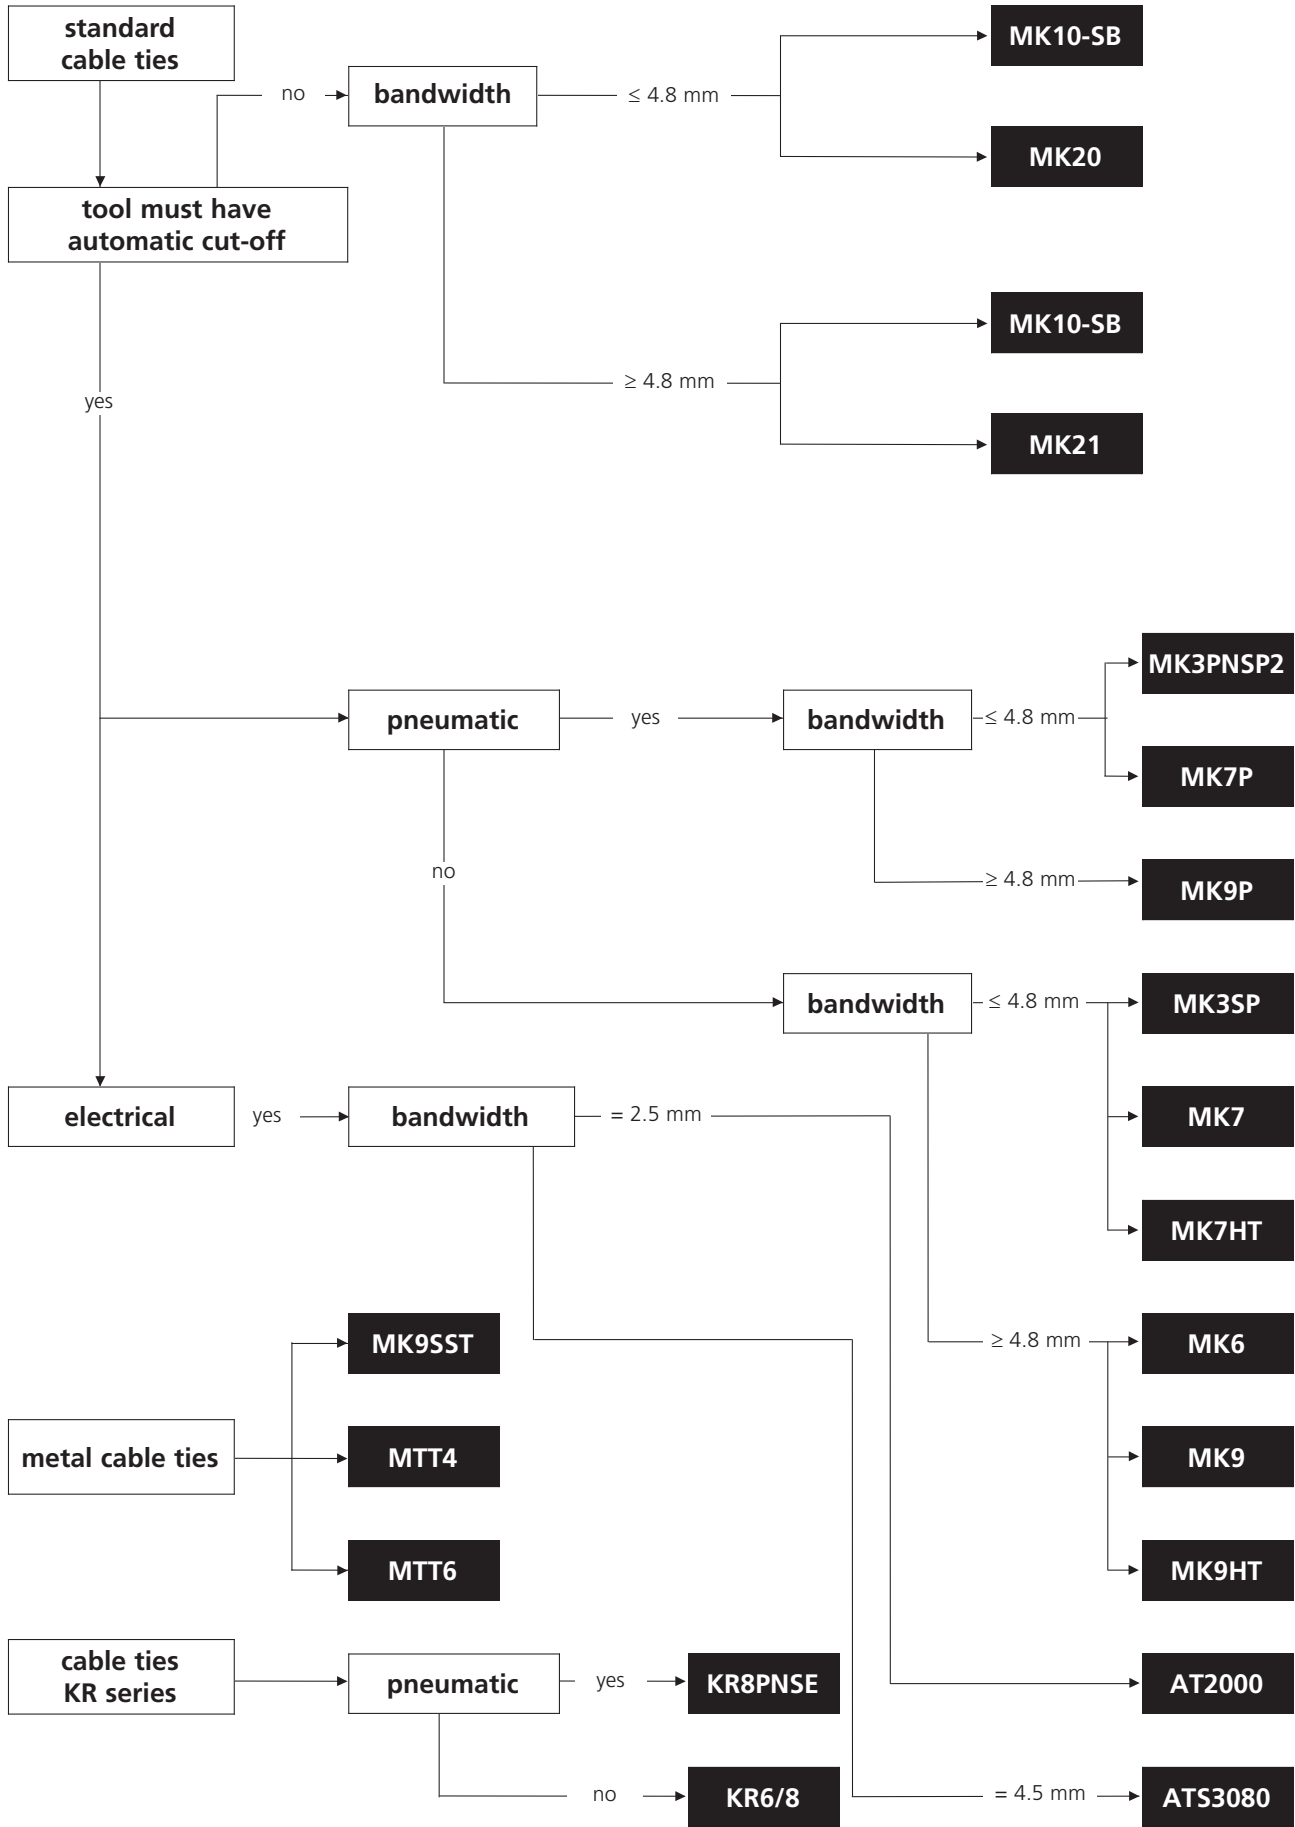 standard
cable ties
MK10-SB
no
bandwidth
≤ 4.8 mm
MK20
tool must have
automatic cut-off
MK10-SB
≥ 4.8 mm
yes
MK21
MK3PNSP2
pneumatic
yes
bandwidth
≤ 4.8 mm
MK7P
no
≥ 4.8 mm
MK9P
bandwidth
≤ 4.8 mm
MK3SP
electrical
yes
bandwidth
= 2.5 mm
MK7
MK7HT
MK9SST
≥ 4.8 mm
MK6
metal cable ties
MTT4
MK9
MTT6
MK9HT
cable ties
KR series
pneumatic
yes
KR8PNSE
AT2000
no
KR6/8
= 4.5 mm
ATS3080